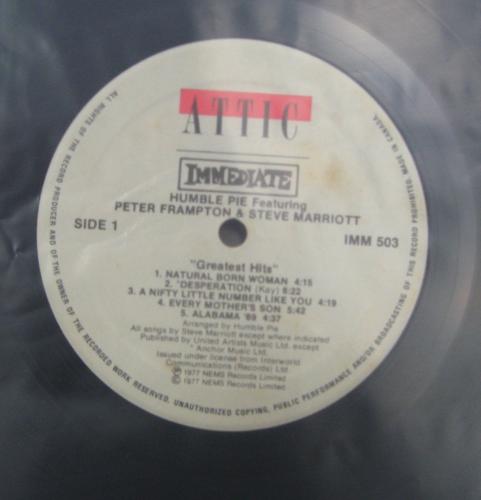 ATTIC
IMMEDIATE
HUMBLE PIE Featuring
PETER FRAMPTON & STEVE MARRIOTT
SIDE 1
IMM 503
"Greatest Hits"
1. NATURAL BORN WOMAN 4:15
2. *DESPERATION (Kay) 6:22
3. A NIFTY LITTLE NUMBER LIKE YOU 4:19
4. EVERY MOTHER'S SON 5:42
5. ALABAMA '69 4:37
Arranged by Humble Pie
All songs by Steve Marriott except where indicated
Published by United Artists Music Ltd. except
* Anchor Music Ltd.
Issued under license from Interworld
Communications (Records) Ltd.
℗ 1977 NEMS Records Limited
© 1977 NEMS Records Limited
ALL RIGHTS OF THE RECORD PRODUCER AND OF THE OWNER OF THE RECORDED WORK RESERVED. UNAUTHORIZED COPYING, PUBLIC PERFORMANCE AND/OR BROADCASTING OF THIS RECORD PROHIBITED. MADE IN CANADA.